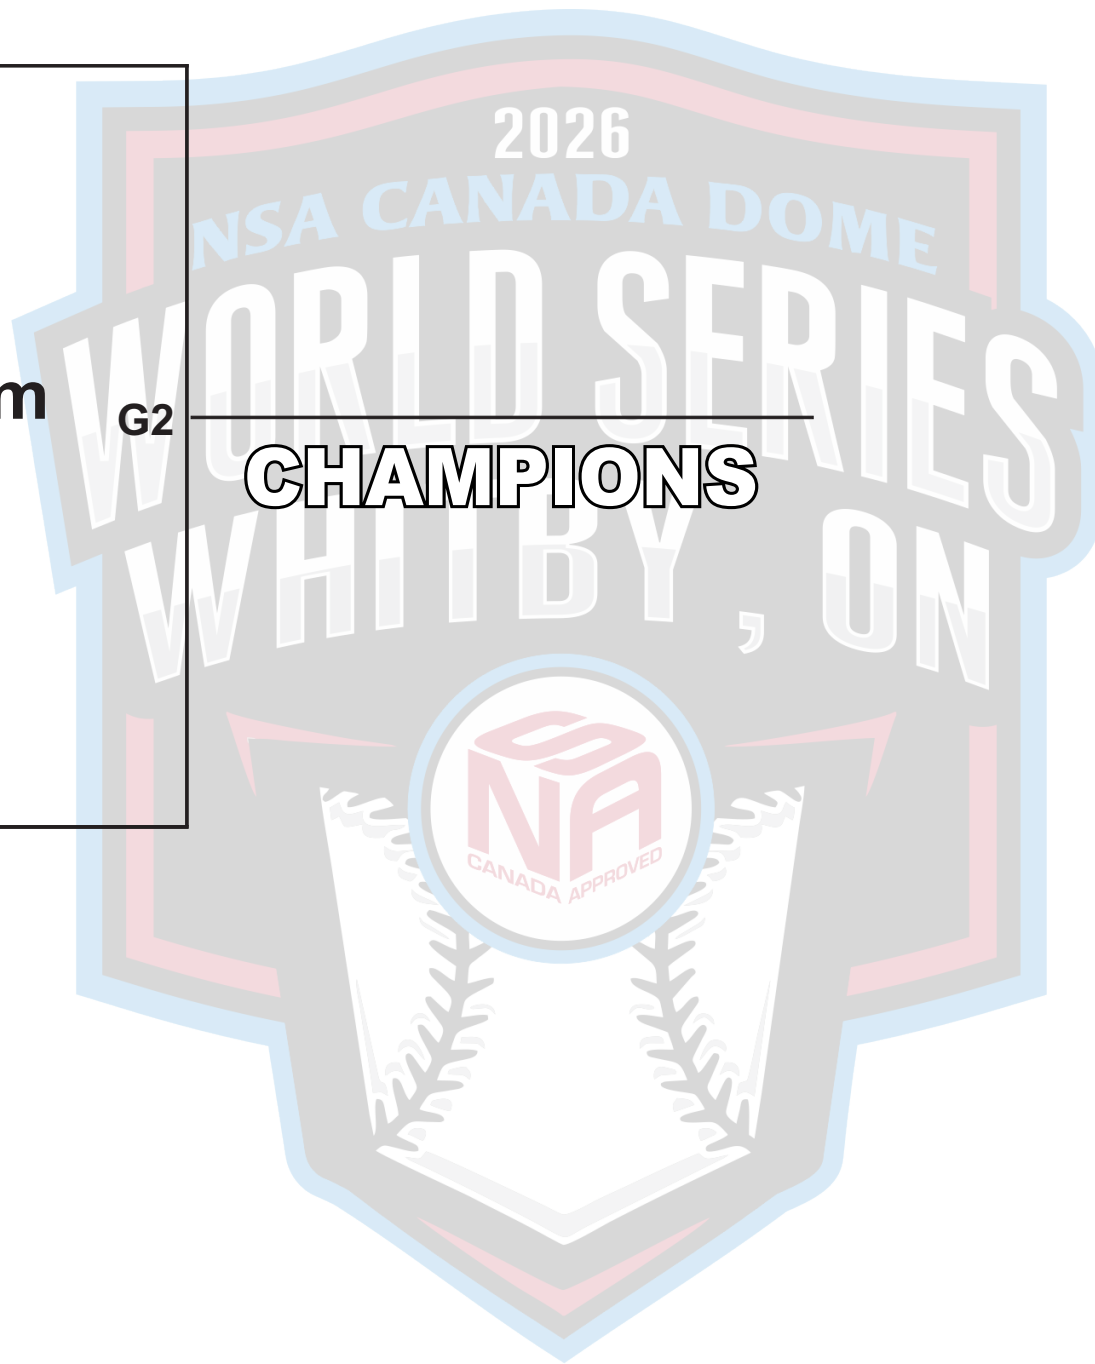 2026
NSA CANADA DOME
WORLD SERIES
m
G2
CHAMPIONS
WHITBY, ON
NSA
CANADA APPROVED